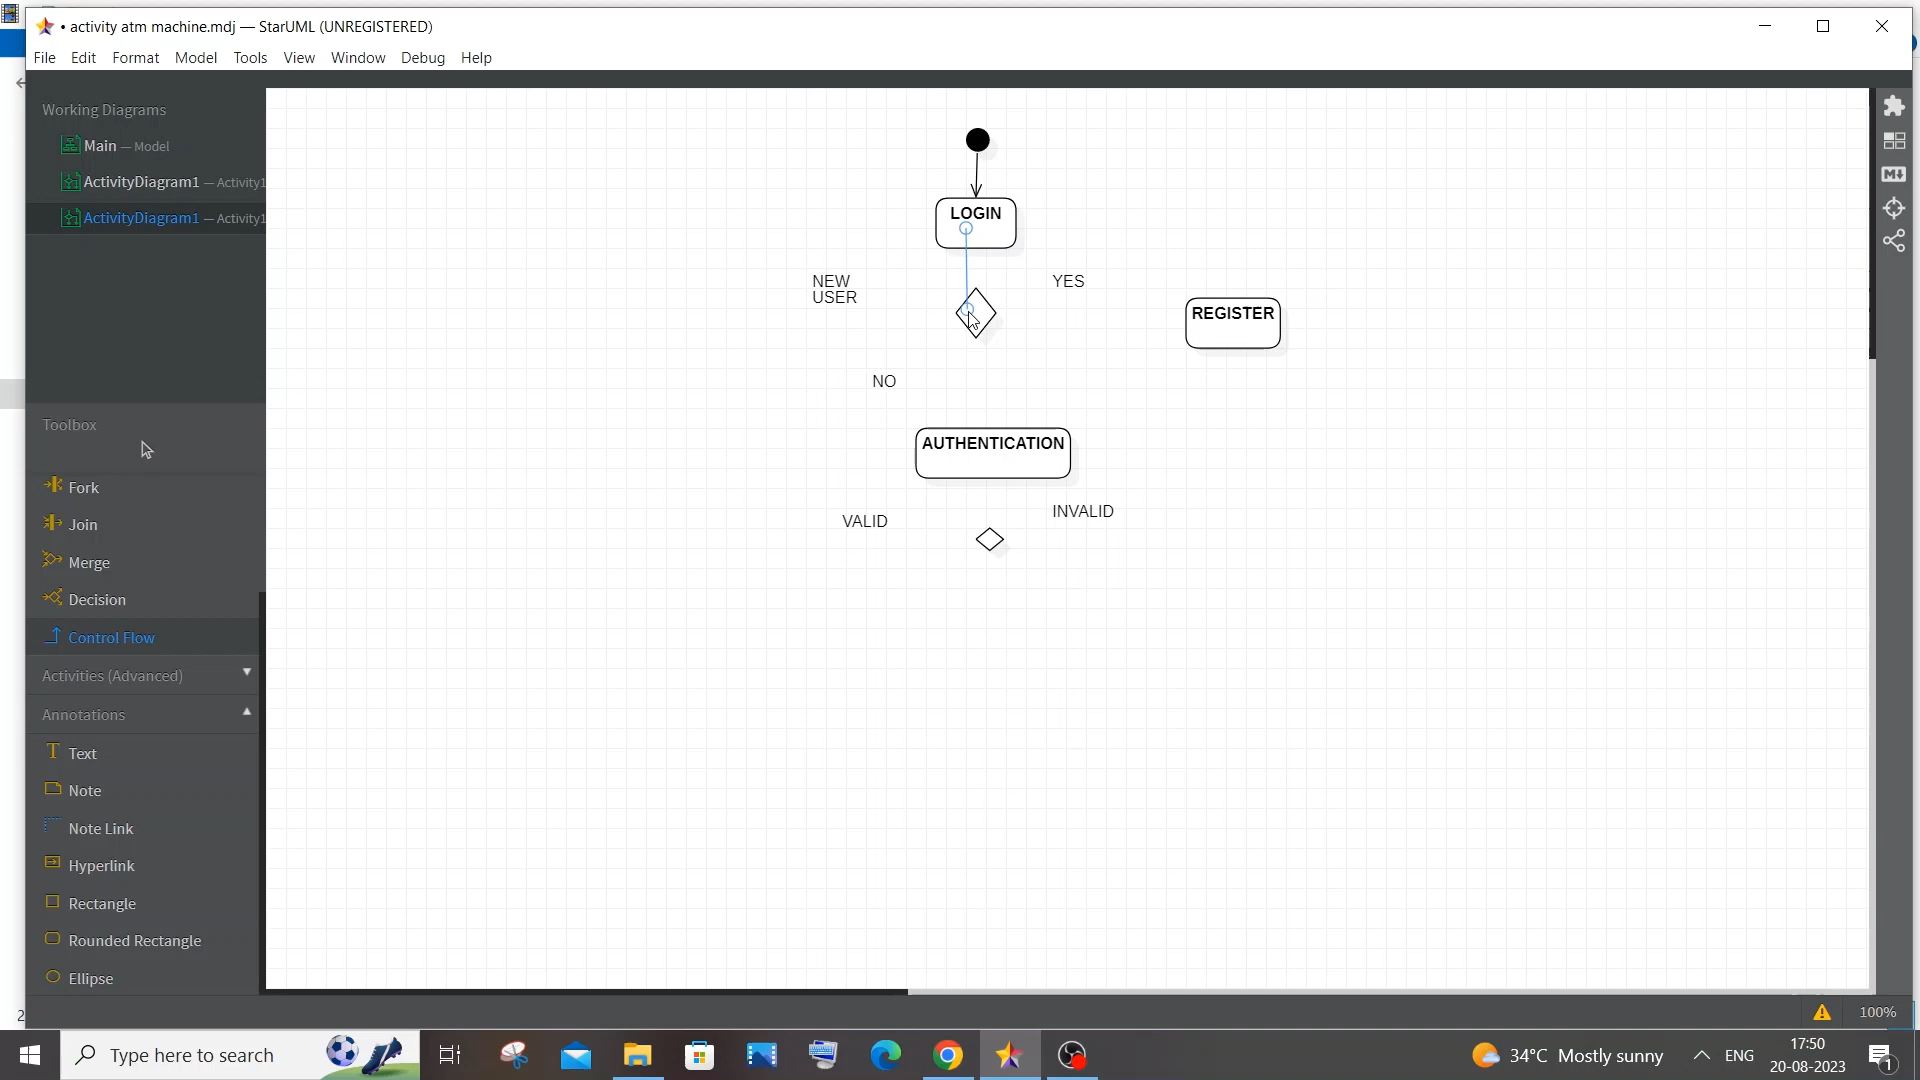 • activity atm machine.mdj — StarUML (UNREGISTERED)
File Edit Format Model Tools View Window Debug Help
Working Diagrams
Main — Model
ActivityDiagram1 — Activity1
ActivityDiagram1 — Activity1
Toolbox
Fork
Join
Merge
Decision
Control Flow
Activities (Advanced)
Annotations
Text
Note
Note Link
Hyperlink
Rectangle
Rounded Rectangle
Ellipse
LOGIN
NEW
USER
YES
REGISTER
NO
AUTHENTICATION
VALID
INVALID
M
2
100%
Type here to search
34°C Mostly sunny
ENG
17:50
20-08-2023
1